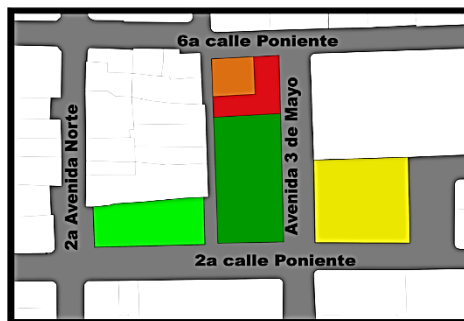 6a calle Poniente
2a Avenida Norte
Avenida 3 de Mayo
2a calle Poniente